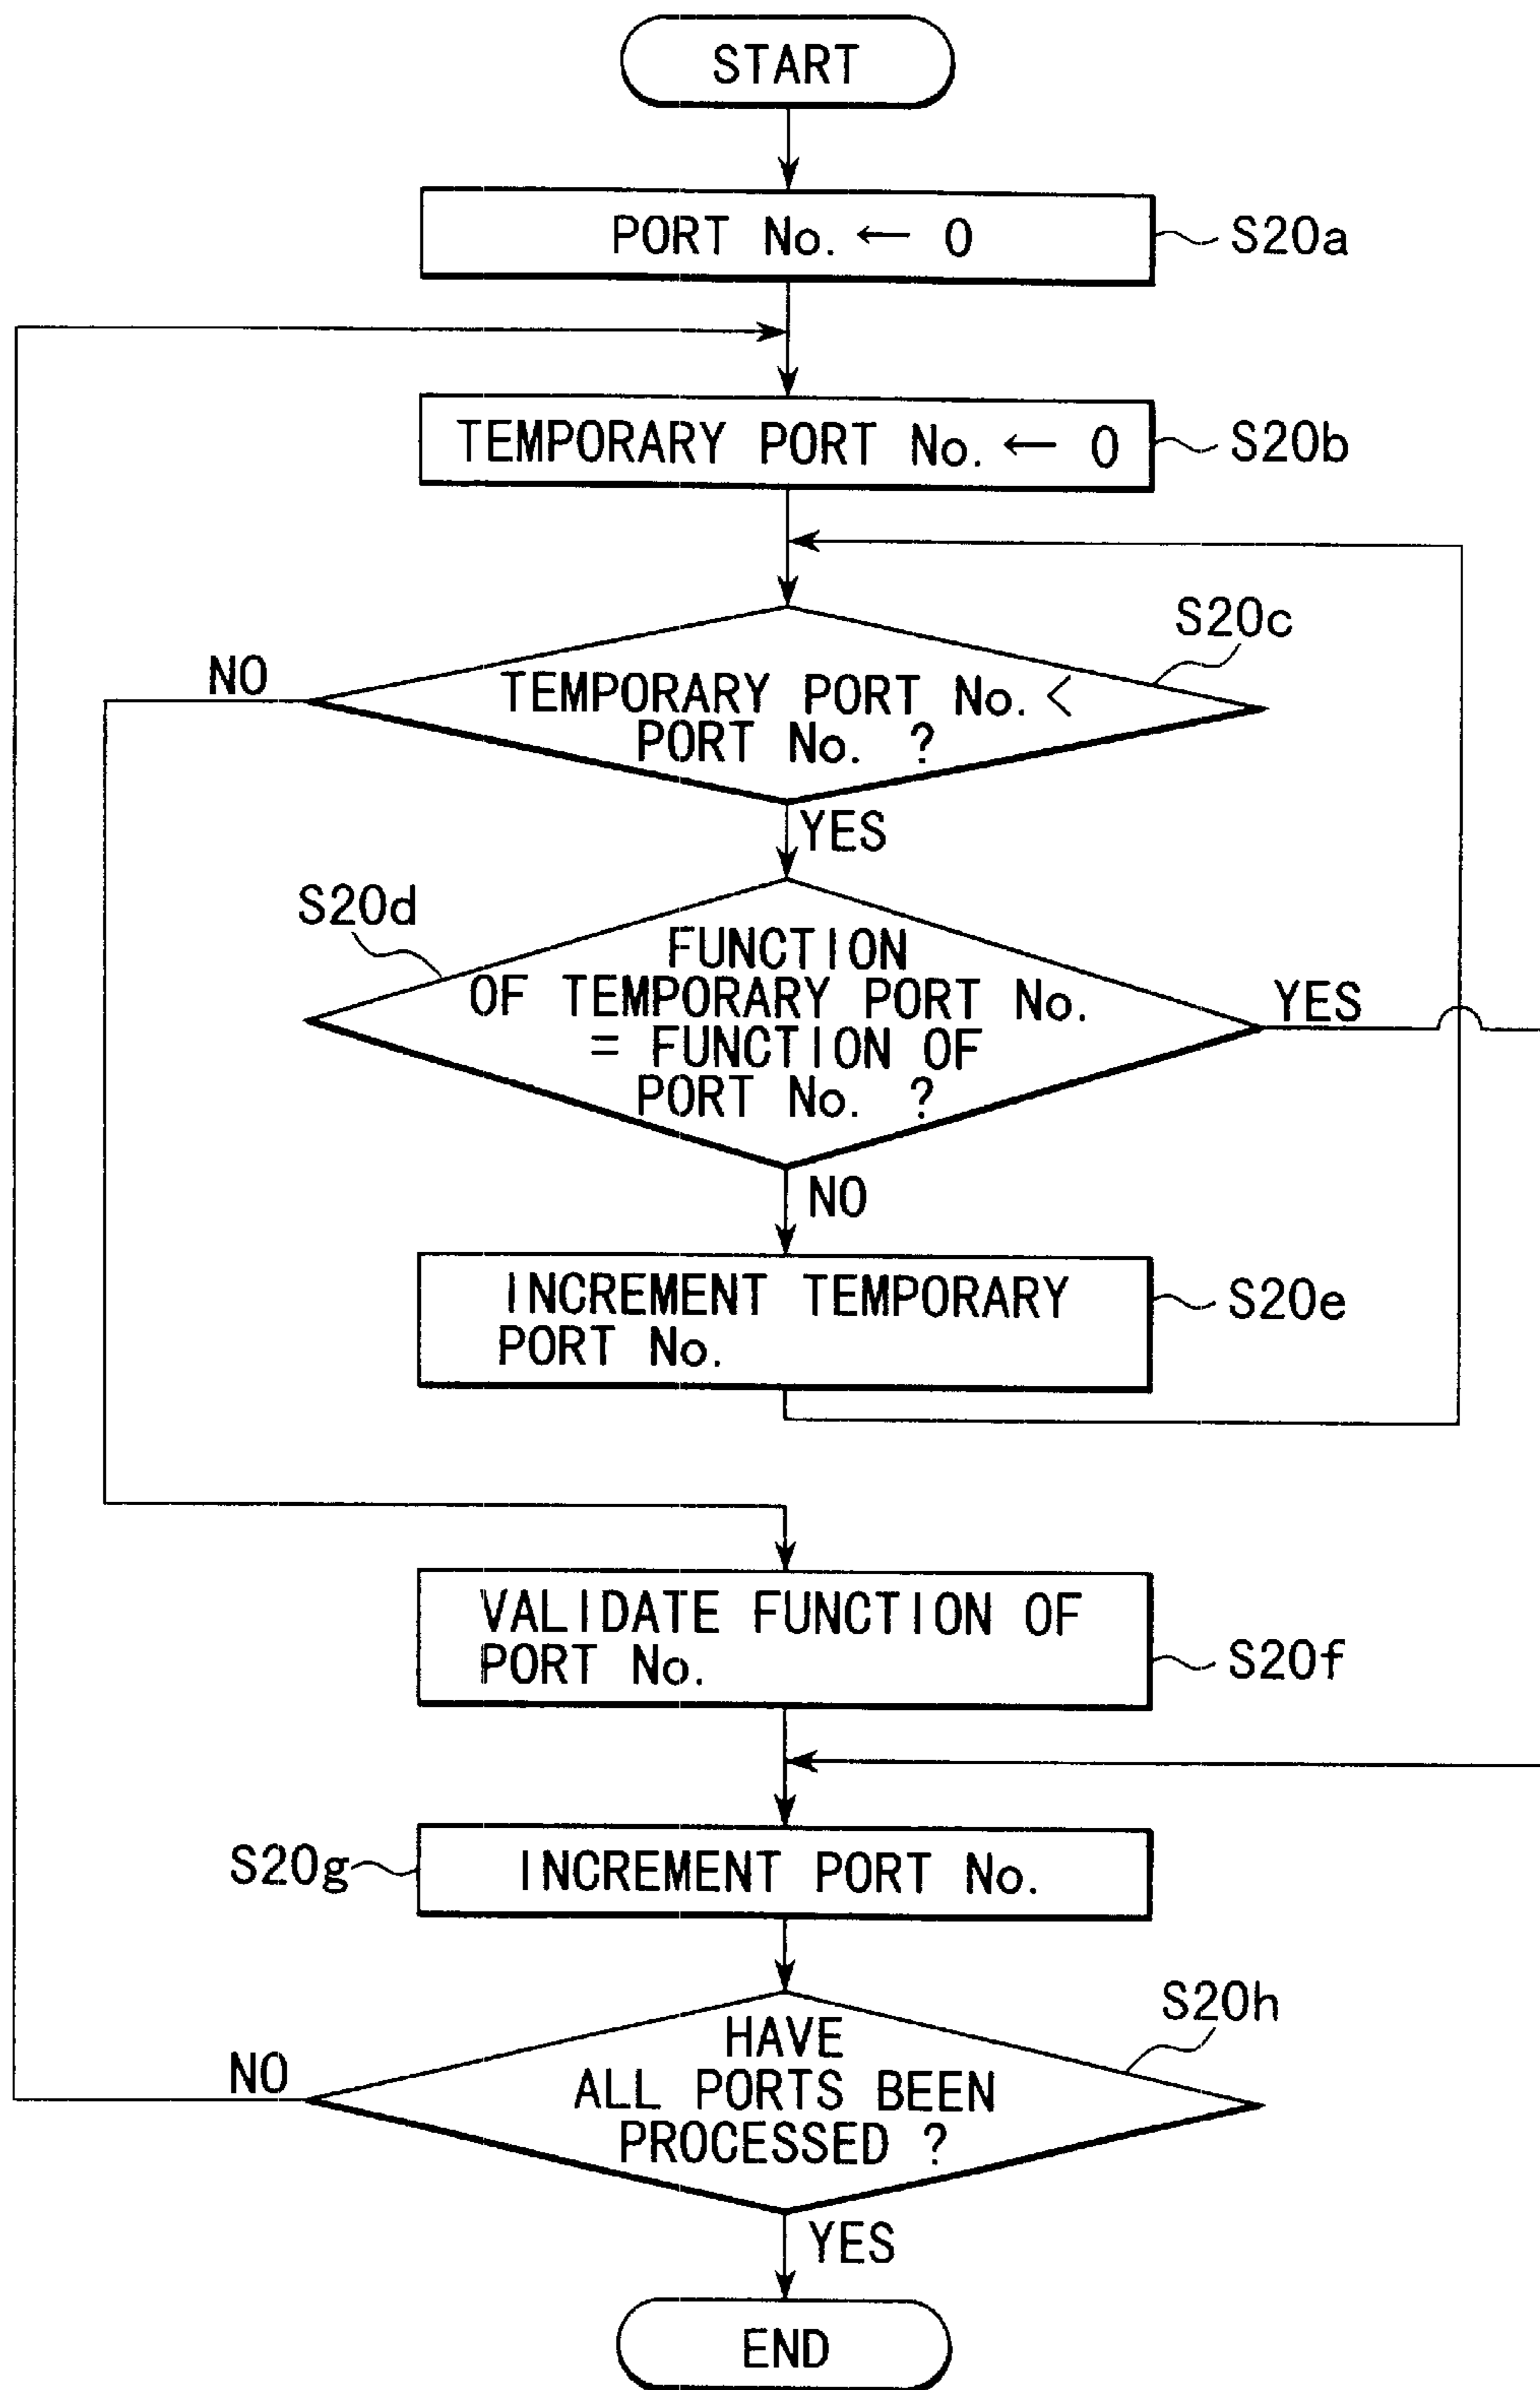 START
PORT No. ← 0
S20a
TEMPORARY PORT No. ← 0
S20b
S20c
NO
TEMPORARY PORT No. <
PORT No. ?
YES
S20d
FUNCTION
OF TEMPORARY PORT No.
= FUNCTION OF
PORT No. ?
YES
NO
INCREMENT TEMPORARY
PORT No.
S20e
VALIDATE FUNCTION OF
PORT No.
S20f
S20g
INCREMENT PORT No.
S20h
NO
HAVE
ALL PORTS BEEN
PROCESSED ?
YES
END